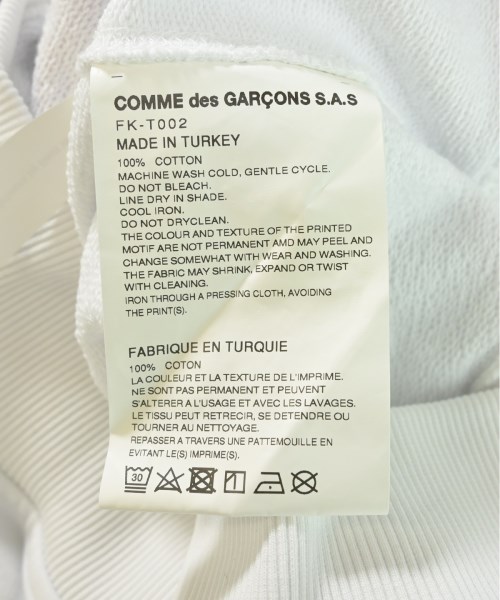 COMME des GARÇONS S.A.S
FK-T002
MADE IN TURKEY
100% COTTON
MACHINE WASH COLD, GENTLE CYCLE.
DO NOT BLEACH.
LINE DRY IN SHADE.
COOL IRON.
DO NOT DRYCLEAN.
THE COLOUR AND TEXTURE OF THE PRINTED
MOTIF ARE NOT PERMANENT AMD MAY PEEL AND
CHANGE SOMEWHAT WITH WEAR AND WASHING.
THE FABRIC MAY SHRINK, EXPAND OR TWIST
WITH CLEANING.
IRON THROUGH A PRESSING CLOTH, AVOIDING
THE PRINT(S).
FABRIQUE EN TURQUIE
100% COTON
LA COULEUR ET LA TEXTURE DE L'IMPRIME.
NE SONT PAS PERMANENT ET PEUVENT
S'ALTERER A L'USAGE ET AVEC LES LAVAGES.
LE TISSU PEUT RETRECIR, SE DETENDRE OU
TOURNER AU NETTOYAGE.
REPASSER A TRAVERS UNE PATTEMOUILLE EN
EVITANT LE(S) IMPRISME(S).
30